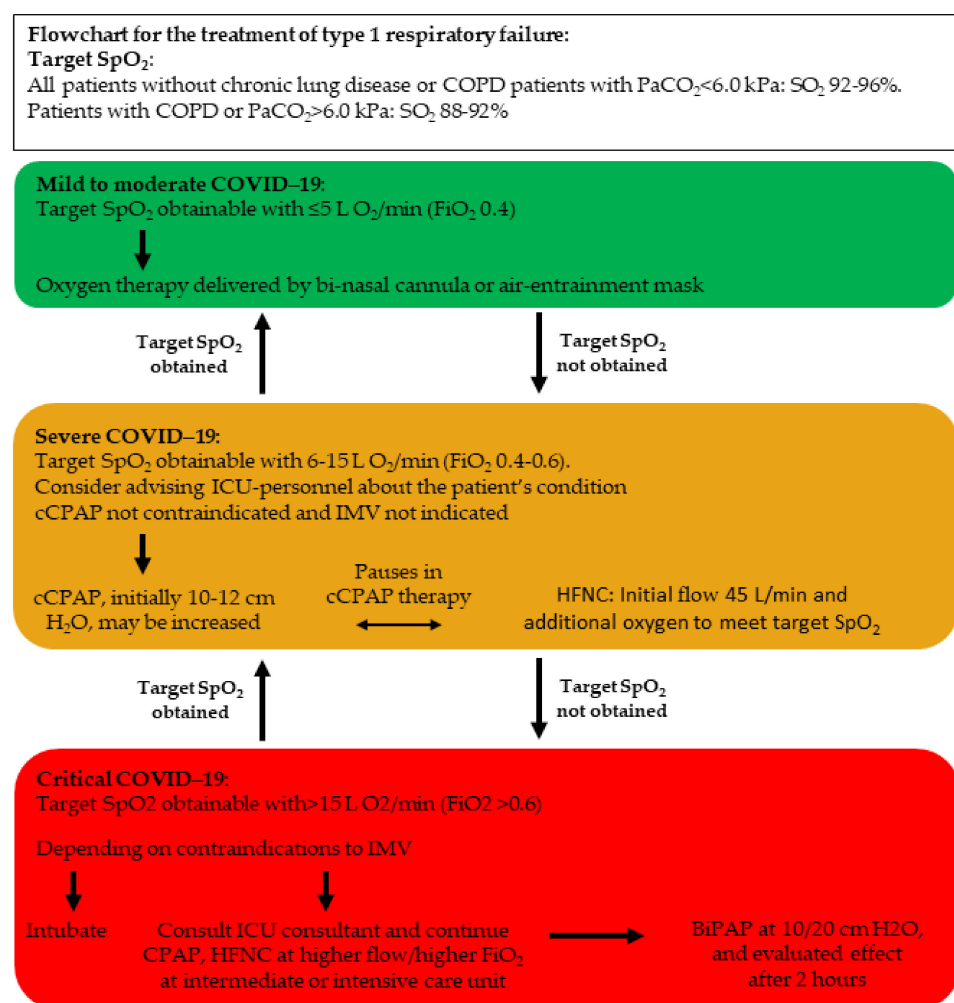 Flowchart for the treatment of type 1 respiratory failure:
Target SpO₂:
All patients without chronic lung disease or COPD patients with PaCO₂<6.0 kPa: SO₂ 92-96%.
Patients with COPD or PaCO₂>6.0 kPa: SO₂ 88-92%
Mild to moderate COVID–19:
Target SpO₂ obtainable with ≤5 L O₂/min (FiO₂ 0.4)
Oxygen therapy delivered by bi-nasal cannula or air-entrainment mask
Target SpO₂
obtained
Target SpO₂
not obtained
Severe COVID–19:
Target SpO₂ obtainable with 6-15 L O₂/min (FiO₂ 0.4-0.6).
Consider advising ICU-personnel about the patient's condition
cCPAP not contraindicated and IMV not indicated
cCPAP, initially 10-12 cm
H₂O, may be increased
Pauses in
cCPAP therapy
HFNC: Initial flow 45 L/min and
additional oxygen to meet target SpO₂
Target SpO₂
obtained
Target SpO₂
not obtained
Critical COVID–19:
Target SpO2 obtainable with>15 L O2/min (FiO2 >0.6)
Depending on contraindications to IMV
Intubate
Consult ICU consultant and continue
CPAP, HFNC at higher flow/higher FiO₂
at intermediate or intensive care unit
BiPAP at 10/20 cm H2O,
and evaluated effect
after 2 hours